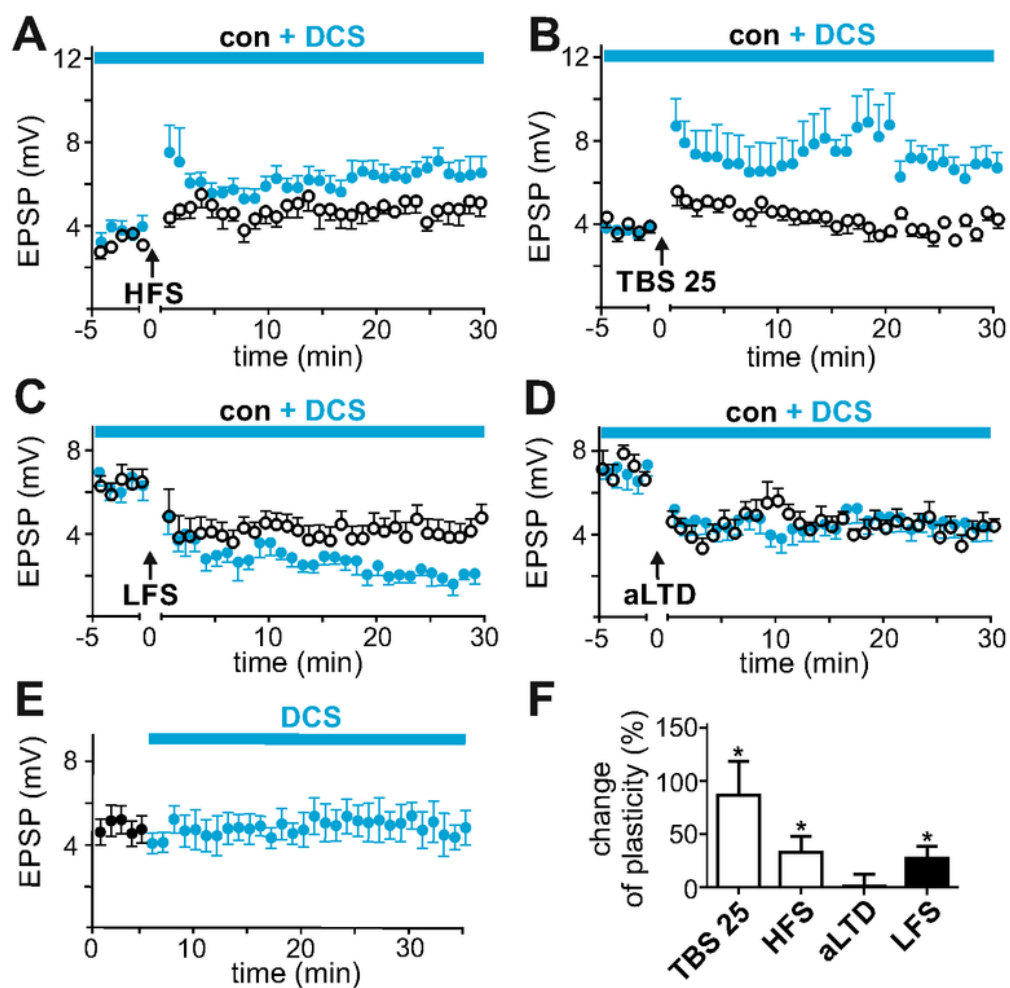 A
con + DCS
12
8
4
EPSP (mV)
HFS
-5 0 10 20 30
time (min)
B
con + DCS
12
8
4
EPSP (mV)
TBS 25
-5 0 10 20 30
time (min)
C
con + DCS
8
4
EPSP (mV)
LFS
-5 0 10 20 30
time (min)
D
con + DCS
8
4
EPSP (mV)
aLTD
-5 0 10 20 30
time (min)
E
DCS
8
4
EPSP (mV)
0 10 20 30
time (min)
F
150
100
50
0
change
of plasticity (%)
* * *
TBS 25
HFS
aLTD
LFS